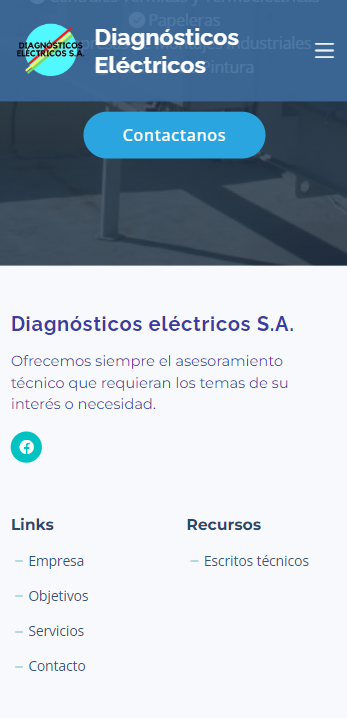 Papeleras
DIAGNÓSTICOS
ELÉCTRICOS S.A.
Diagnósticos
Eléctricos
Industriales
Pintura
Contactanos
Diagnósticos eléctricos S.A.
Ofrecemos siempre el asesoramiento
técnico que requieran los temas de su
interés o necesidad.
Links
Recursos
Empresa
Escritos técnicos
Objetivos
Servicios
Contacto